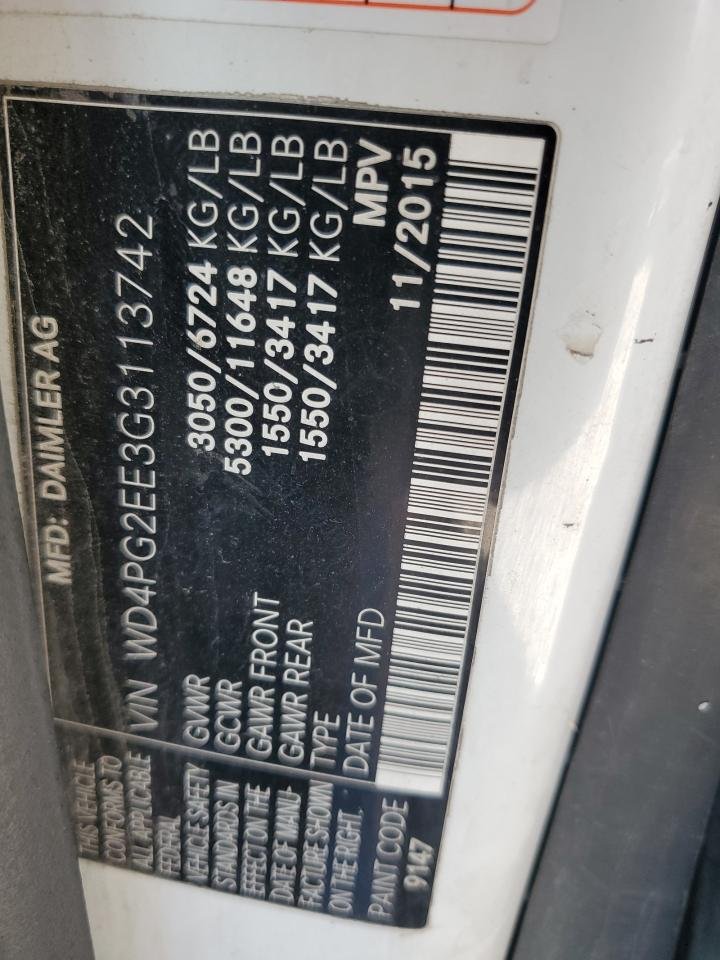 MFD: DAIMLER AG
VIN WD4PG2EE3G3113742
THIS VEHICLE
CONFORMS TO
ALL APPLICABLE
FEDERAL
VEHICLE SAFETY
STANDARDS IN
EFFECT ON THE
DATE OF MANU-
FACTURE SHOWN
ON THE RIGHT.
GVWR 3050/6724 KG/LB
GCWR 5300/11648 KG/LB
GAWR FRONT 1550/3417 KG/LB
GAWR REAR 1550/3417 KG/LB
TYPE MPV
DATE OF MFD 11/2015
PAINT CODE
9147